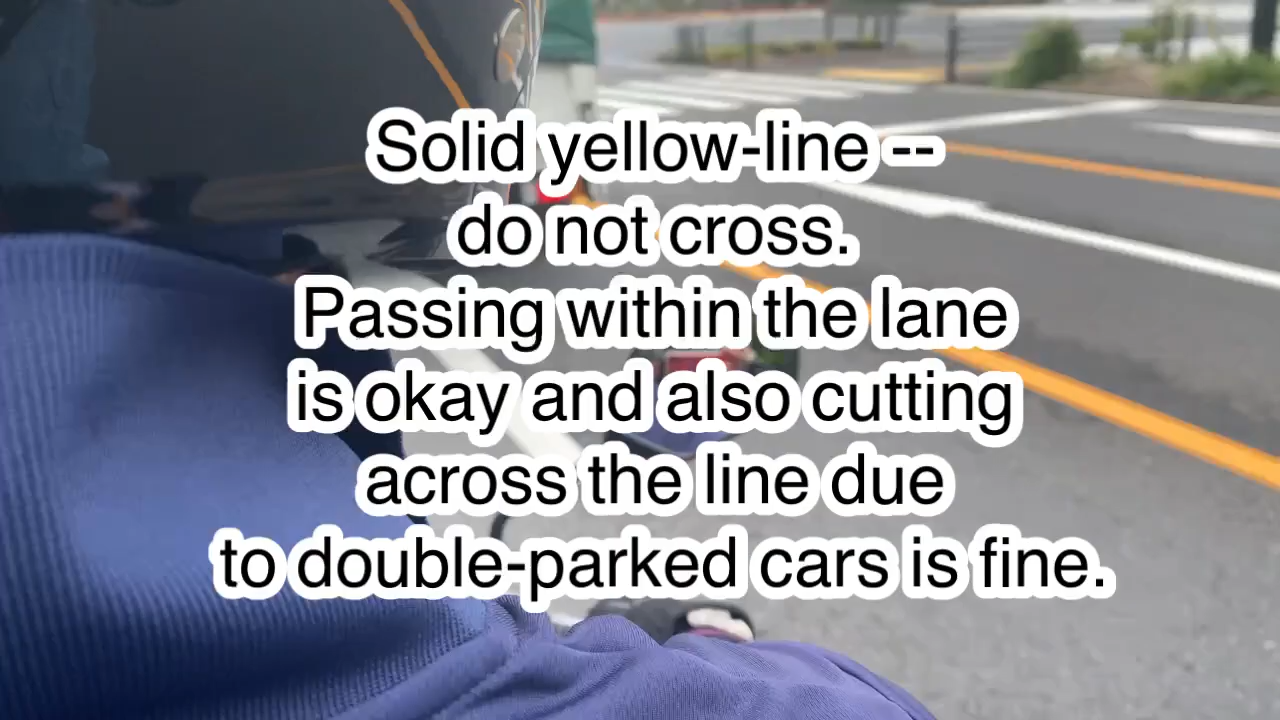 Solid yellow-line --
do not cross.
Passing within the lane
is okay and also cutting
across the line due
to double-parked cars is fine.